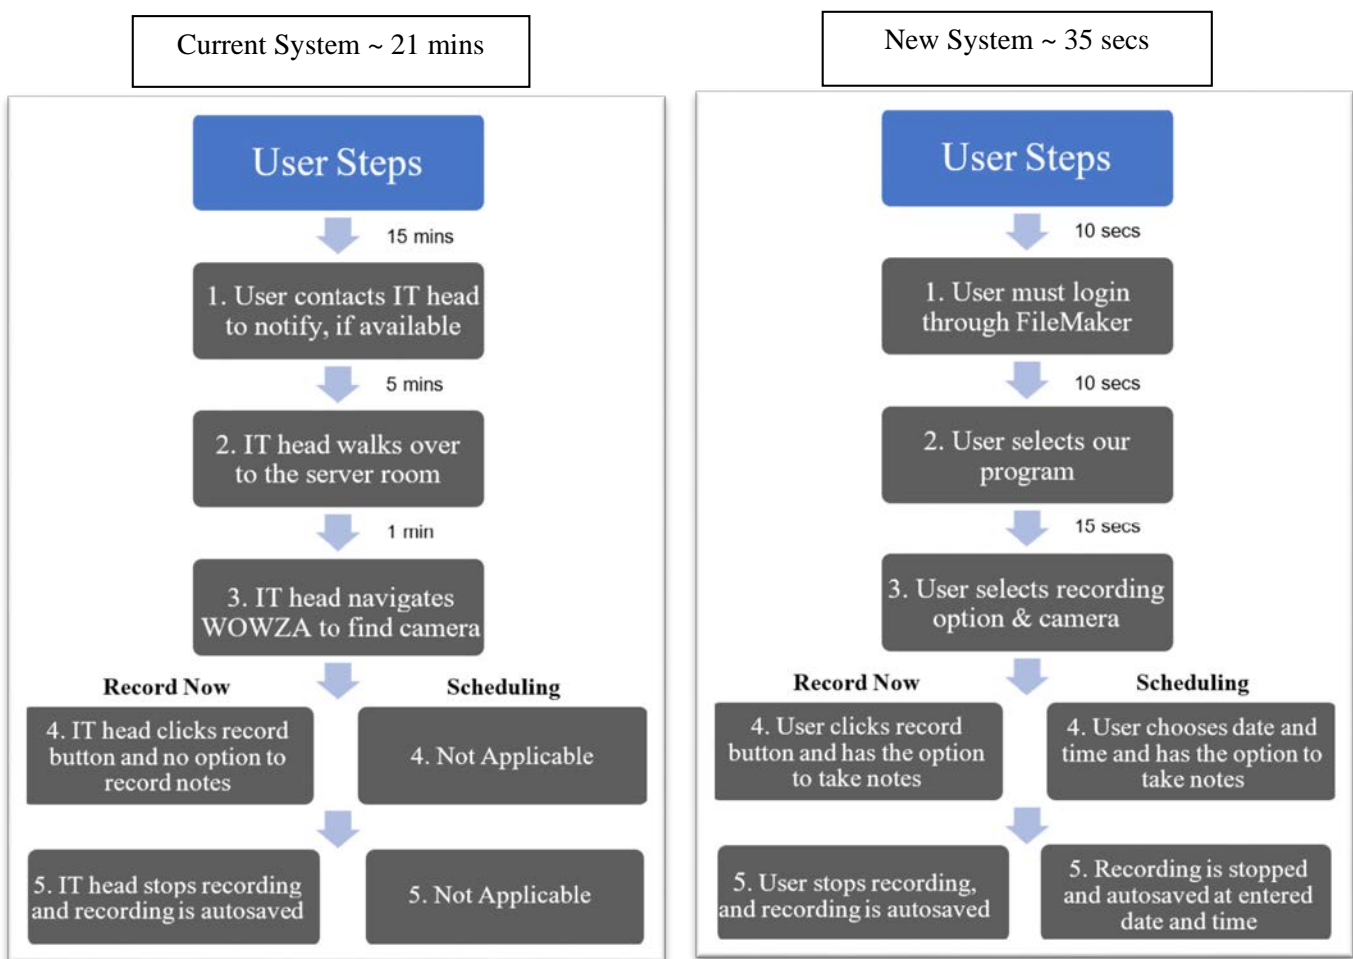 Current System ~ 21 mins
User Steps
15 mins
1. User contacts IT head
to notify, if available
5 mins
2. IT head walks over
to the server room
1 min
3. IT head navigates
WOWZA to find camera
Record Now
Scheduling
4. IT head clicks record
button and no option to
record notes
4. Not Applicable
5. IT head stops recording
and recording is autosaved
5. Not Applicable
New System ~ 35 secs
User Steps
10 secs
1. User must login
through FileMaker
10 secs
2. User selects our
program
15 secs
3. User selects recording
option & camera
Record Now
Scheduling
4. User clicks record
button and has the option
to take notes
4. User chooses date and
time and has the option to
take notes
5. User stops recording,
and recording is autosaved
5. Recording is stopped
and autosaved at entered
date and time